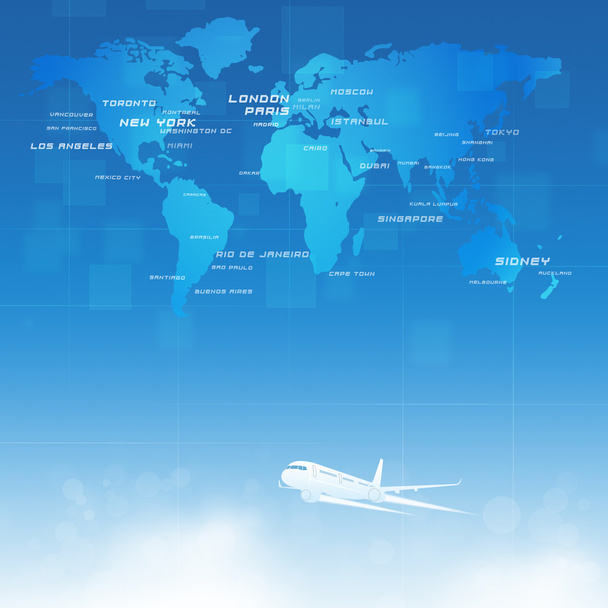 MOSCOW
LONDON
BERLIN
TORONTO
PARIS
MILAN
VANCOUVER
MONTREAL
NEW YORK
MADRID
ISTANBUL
SAN FRANCISCO
WASHINGTON DC
BEIJING
TOKYO
LOS ANGELES
MIAMI
CAIRO
SHANGHAI
DUBAI
MUMBAI
BANGKOK
HONG KONG
MEXICO CITY
DAKAR
CARACAS
KUALA LUMPUR
SINGAPORE
BRASILIA
RIO DE JANEIRO
SIDNEY
SAO PAULO
SANTIAGO
CAPE TOWN
AUCKLAND
MELBOURNE
BUENOS AIRES